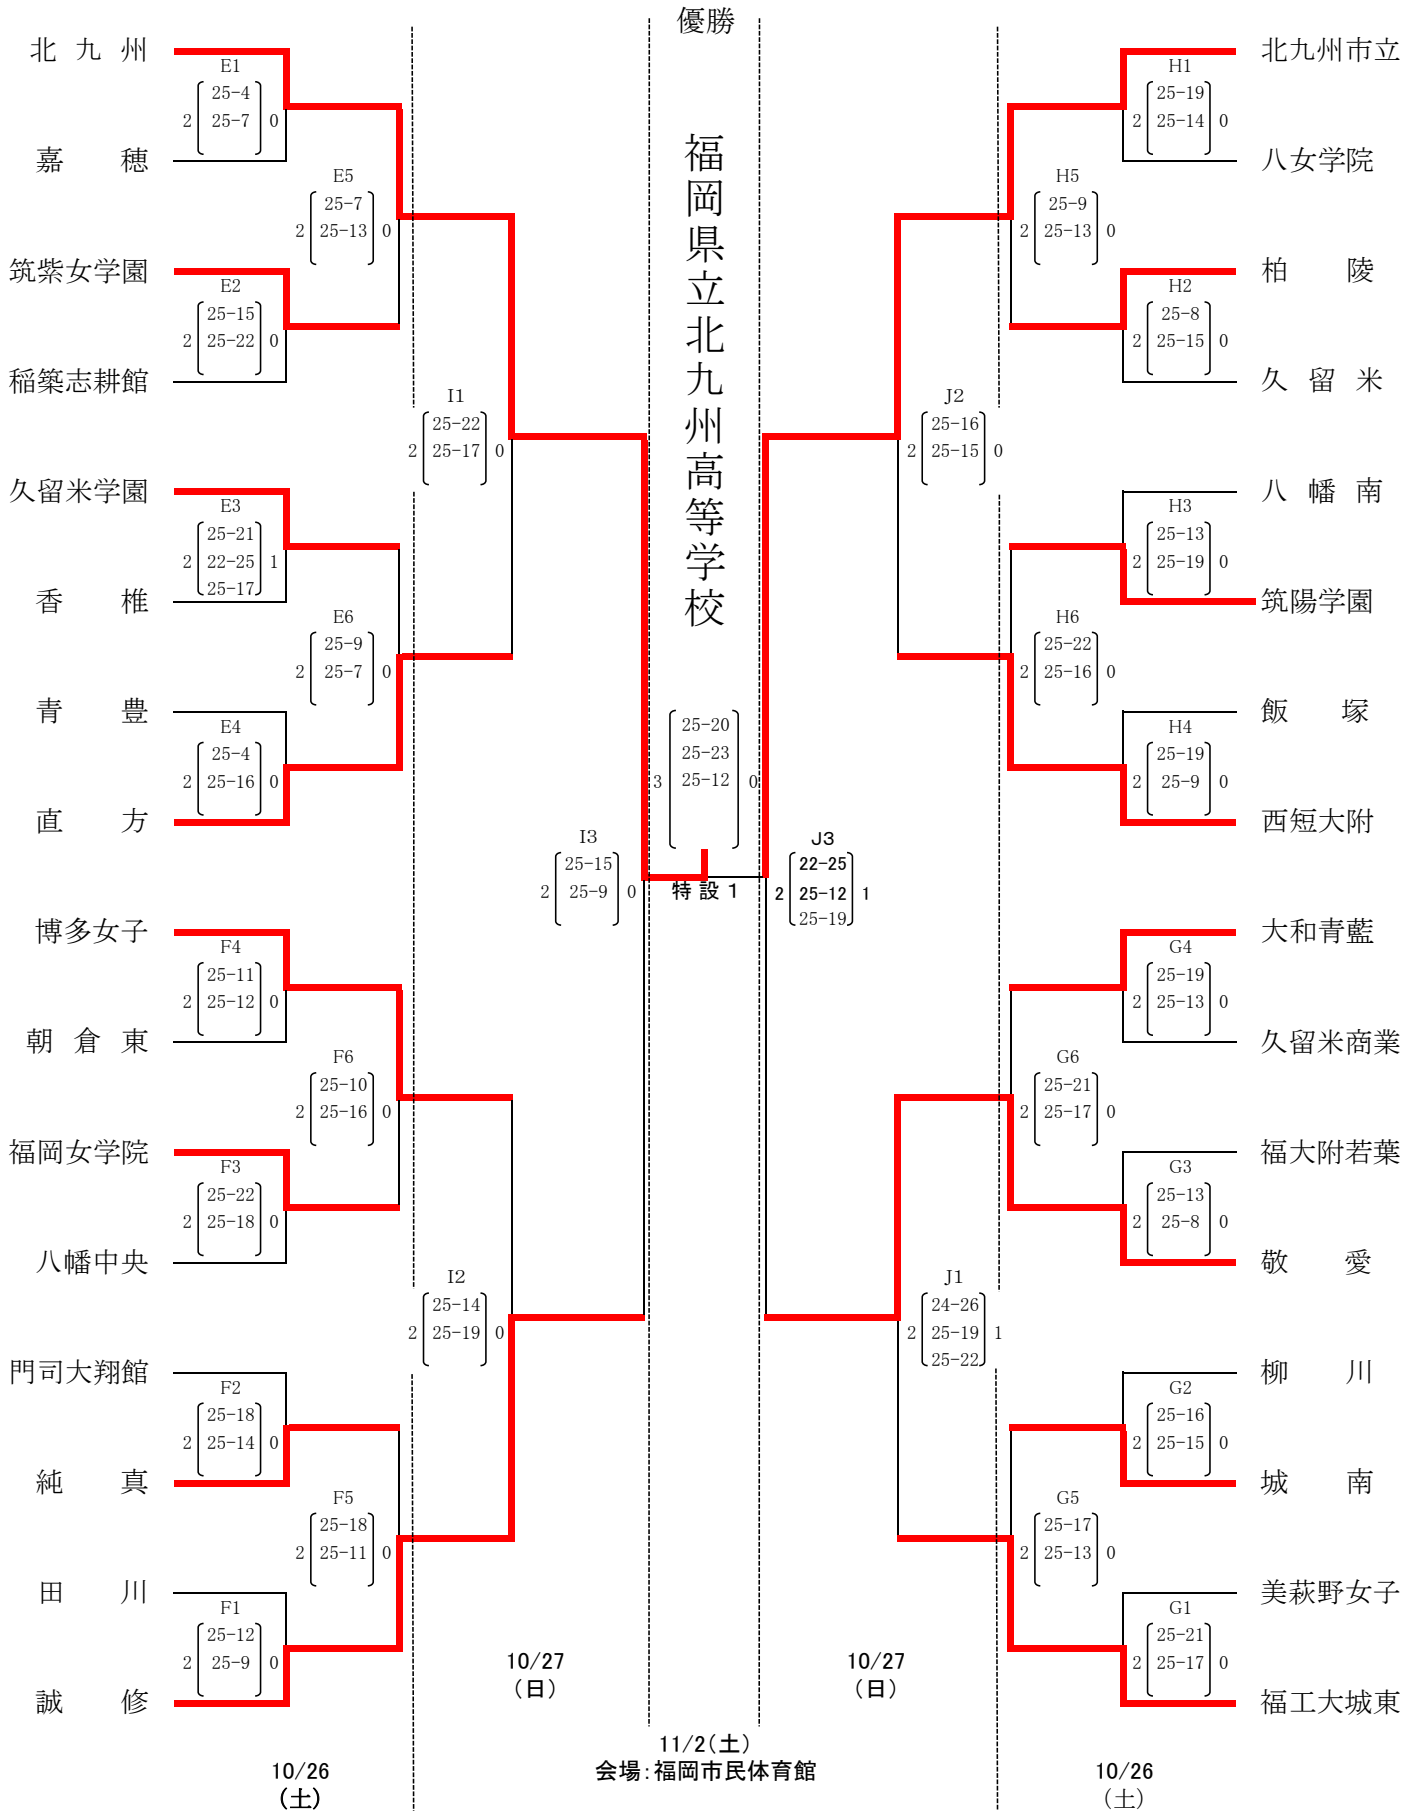 優勝
福岡県立北九州高等学校
北九州
E1
25-4
2 25-7 0
嘉穂
E5
25-7
2 25-13 0
筑紫女学園
E2
25-15
2 25-22 0
稲築志耕館
I1
25-22
2 25-17 0
久留米学園
E3
25-21
2 22-25 1
25-17
香椎
E6
25-9
2 25-7 0
青豊
E4
25-4
2 25-16 0
直方
I3
25-15
2 25-9 0
博多女子
F4
25-11
2 25-12 0
朝倉東
F6
25-10
2 25-16 0
福岡女学院
F3
25-22
2 25-18 0
八幡中央
I2
25-14
2 25-19 0
門司大翔館
F2
25-18
2 25-14 0
純真
F5
25-18
2 25-11 0
田川
F1
25-12
2 25-9 0
誠修
25-20
25-23
3 25-12 0
特設1
北九州市立
H1
25-19
2 25-14 0
八女学院
H5
25-9
2 25-13 0
柏陵
H2
25-8
2 25-15 0
久留米
J2
25-16
2 25-15 0
八幡南
H3
25-13
2 25-19 0
筑陽学園
H6
25-22
2 25-16 0
飯塚
H4
25-19
2 25-9 0
西短大附
J3
22-25
2 25-12 1
25-19
大和青藍
G4
25-19
2 25-13 0
久留米商業
G6
25-21
2 25-17 0
福大附若葉
G3
25-13
2 25-8 0
敬愛
J1
24-26
2 25-19 1
25-22
柳川
G2
25-16
2 25-15 0
城南
G5
25-17
2 25-13 0
美萩野女子
G1
25-21
2 25-17 0
福工大城東
10/27
(日)
10/27
(日)
11/2(土)
会場:福岡市民体育館
10/26
(土)
10/26
(土)